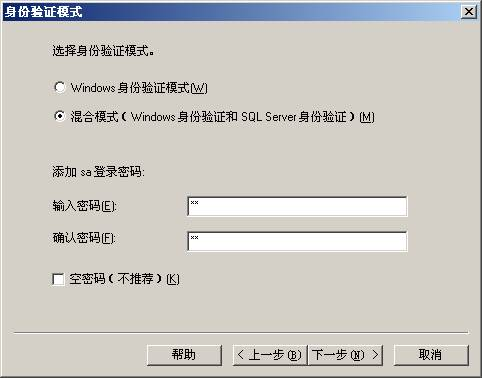 身份验证模式
选择身份验证模式。
Windows 身份验证模式(W)
混合模式（Windows 身份验证和 SQL Server 身份验证）(M)
添加 sa 登录密码:
输入密码(E):
**
确认密码(F):
**
空密码（不推荐）(K)
帮助
< 上一步(B)
下一步(N) >
取消